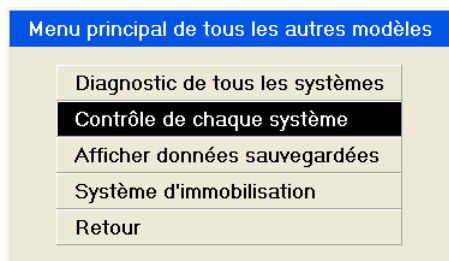 Menu principal de tous les autres modèles
Diagnostic de tous les systèmes
Contrôle de chaque système
Afficher données sauvegardées
Système d'immobilisation
Retour